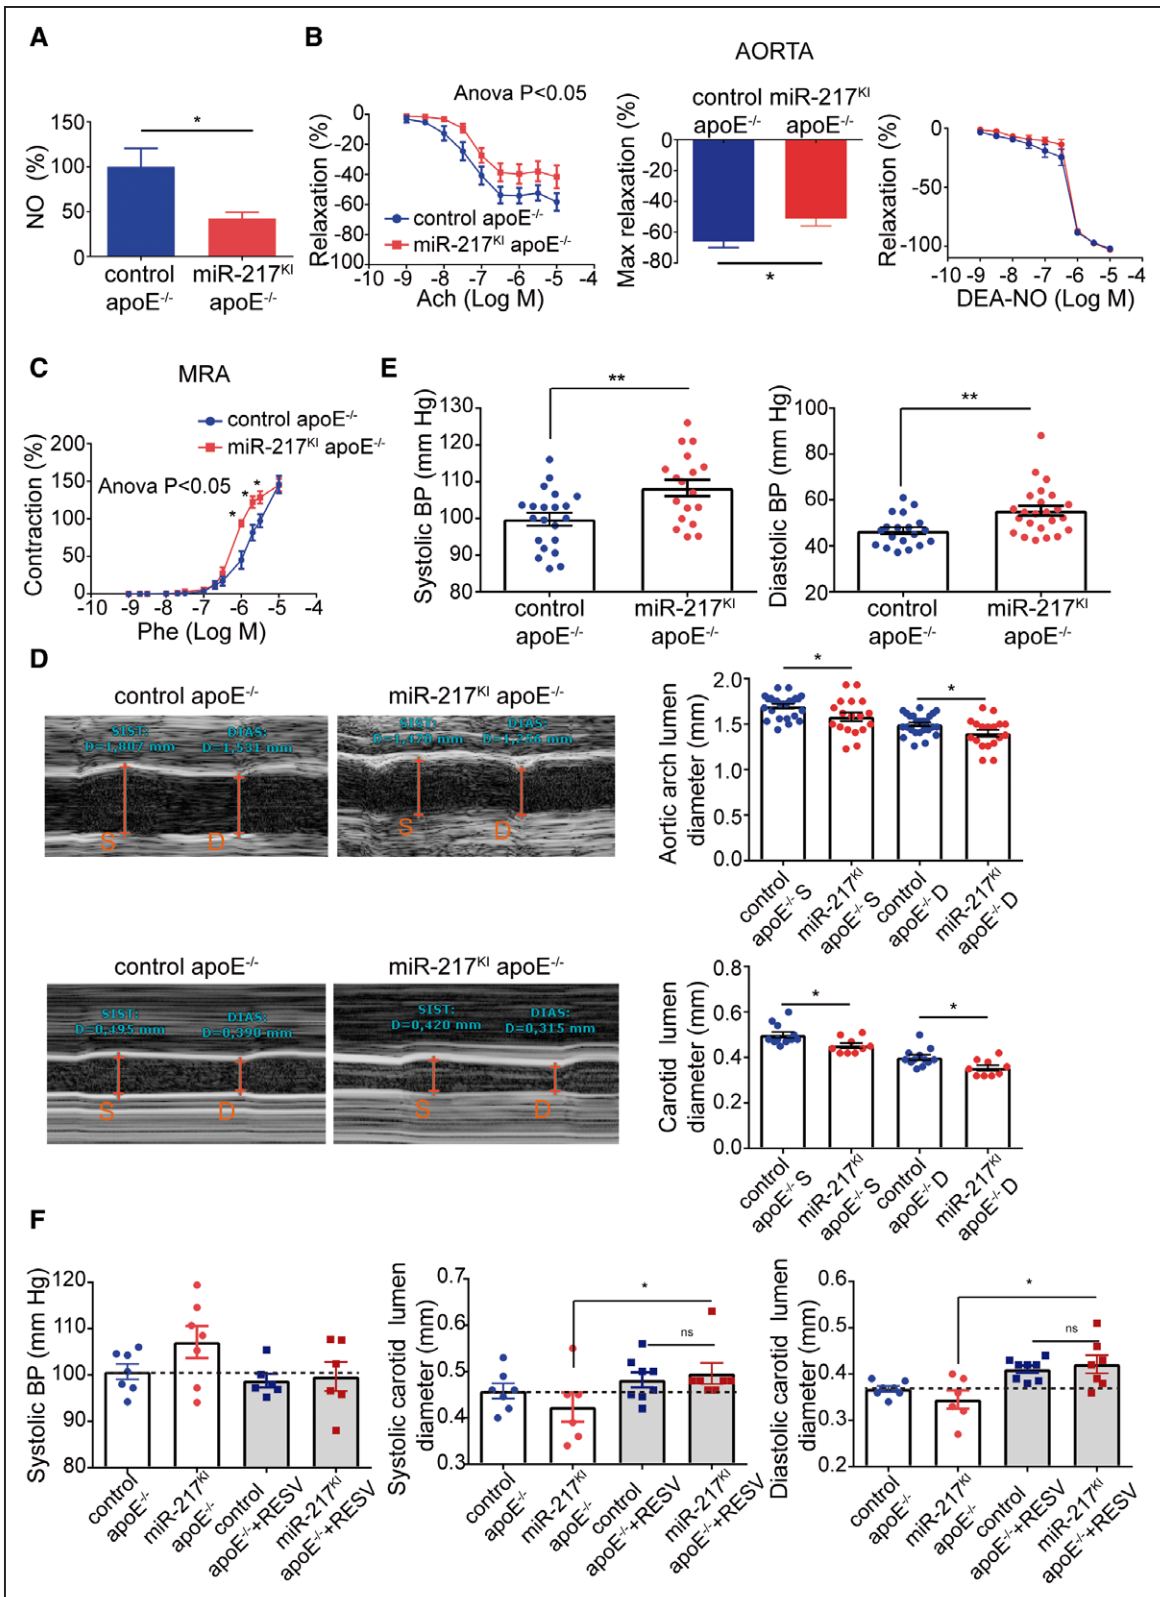 A
NO (%)
150
100
50
0
*
control
apoE-/-
miR-217KI
apoE-/-
B
AORTA
Anova P<0.05
Relaxation (%)
0
-20
-40
-60
-80
-100
control apoE-/-
miR-217KI apoE-/-
-10 -9 -8 -7 -6 -5 -4
Ach (Log M)
control miR-217KI
apoE-/- apoE-/-
Max relaxation (%)
0
-20
-40
-60
-80
*
Relaxation (%)
0
-50
-100
-10 -9 -8 -7 -6 -5 -4
DEA-NO (Log M)
C
MRA
control apoE-/-
miR-217KI apoE-/-
Contraction (%)
200
150
100
50
0
Anova P<0.05
* * *
-10 -9 -8 -7 -6 -5 -4
Phe (Log M)
E
**
Systolic BP (mm Hg)
130
120
110
100
90
80
control
apoE-/-
miR-217KI
apoE-/-
**
Diastolic BP (mm Hg)
100
80
60
40
20
control
apoE-/-
miR-217KI
apoE-/-
D
control apoE-/-
SIST:
D=1,807 mm
DIAS:
D=1,531 mm
S D
miR-217KI apoE-/-
SIST:
D=1,470 mm
DIAS:
S D
Aortic arch lumen
diameter (mm)
2.0
1.5
1.0
0.5
0.0
* *
control
apoE-/- S
miR-217KI
apoE-/- S
control
apoE-/- D
miR-217KI
apoE-/- D
control apoE-/-
SIST:
D=0,495 mm
DIAS:
D=0,390 mm
S D
miR-217KI apoE-/-
SIST:
D=0,420 mm
DIAS:
D=0,315 mm
S D
Carotid lumen
diameter (mm)
0.8
0.6
0.4
0.2
0.0
* *
control
apoE-/- S
miR-217KI
apoE-/- S
control
apoE-/- D
miR-217KI
apoE-/- D
F
Systolic BP (mm Hg)
120
110
100
90
80
control
apoE-/-
miR-217KI
apoE-/-
control
apoE-/-+RESV
miR-217KI
apoE-/-+RESV
Systolic carotid lumen
diameter (mm)
0.7
0.6
0.5
0.4
0.3
*
ns
control
apoE-/-
miR-217KI
apoE-/-
control
apoE-/-+RESV
miR-217KI
apoE-/-+RESV
Diastolic carotid lumen
diameter (mm)
0.6
0.5
0.4
0.3
0.2
*
ns
control
apoE-/-
miR-217KI
apoE-/-
control
apoE-/-+RESV
miR-217KI
apoE-/-+RESV